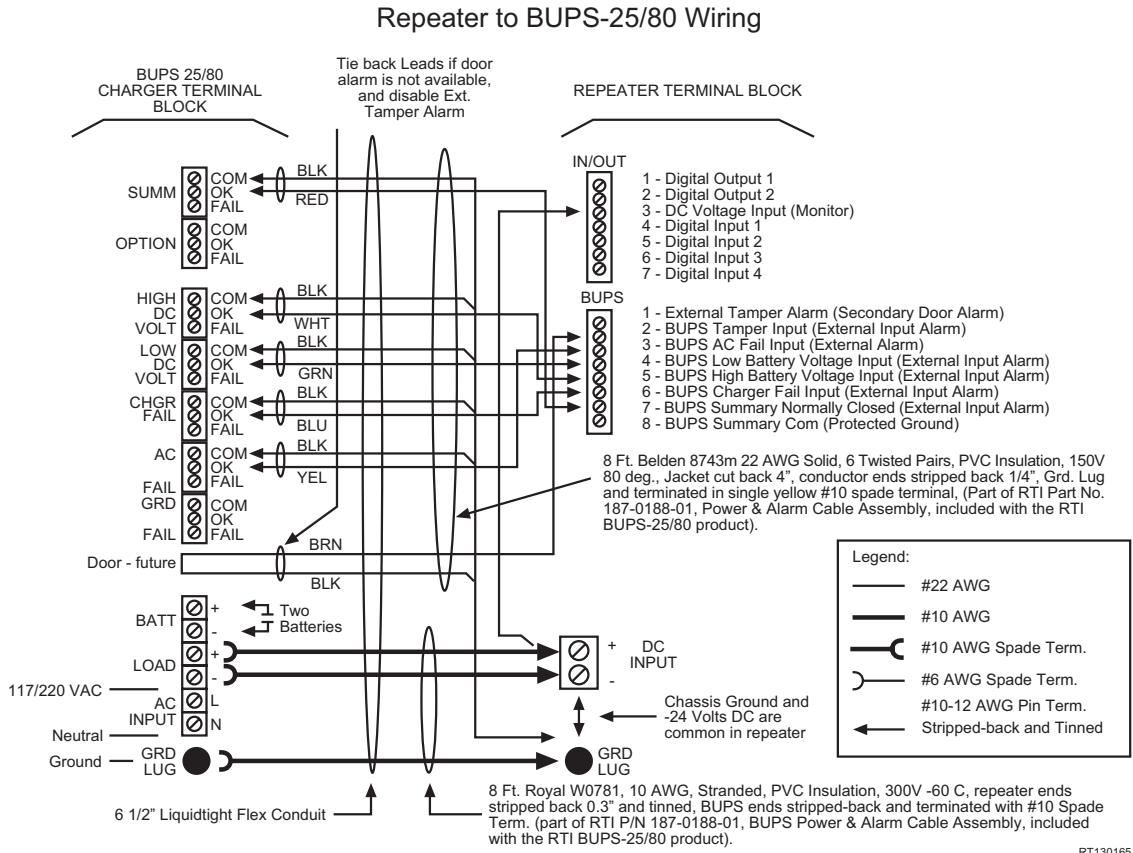 Repeater to BUPS-25/80 Wiring
BUPS 25/80
CHARGER TERMINAL
BLOCK
Tie back Leads if door
alarm is not available,
and disable Ext.
Tamper Alarm
REPEATER TERMINAL BLOCK
SUMM
COM
OK
FAIL
BLK
RED
OPTION
COM
OK
FAIL
HIGH
DC
VOLT
COM
OK
FAIL
BLK
WHT
LOW
DC
VOLT
COM
OK
FAIL
BLK
GRN
CHGR
FAIL
COM
OK
FAIL
BLK
BLU
AC
FAIL
COM
OK
FAIL
BLK
YEL
GRD
FAIL
COM
OK
FAIL
Door - future
BRN
BLK
IN/OUT
1 - Digital Output 1
2 - Digital Output 2
3 - DC Voltage Input (Monitor)
4 - Digital Input 1
5 - Digital Input 2
6 - Digital Input 3
7 - Digital Input 4
BUPS
1 - External Tamper Alarm (Secondary Door Alarm)
2 - BUPS Tamper Input (External Input Alarm)
3 - BUPS AC Fail Input (External Alarm)
4 - BUPS Low Battery Voltage Input (External Input Alarm)
5 - BUPS High Battery Voltage Input (External Input Alarm)
6 - BUPS Charger Fail Input (External Input Alarm)
7 - BUPS Summary Normally Closed (External Input Alarm)
8 - BUPS Summary Com (Protected Ground)
8 Ft. Belden 8743m 22 AWG Solid, 6 Twisted Pairs, PVC Insulation, 150V
80 deg., Jacket cut back 4”, conductor ends stripped back 1/4”, Grd. Lug
and terminated in single yellow #10 spade terminal, (Part of RTI Part No.
187-0188-01, Power & Alarm Cable Assembly, included with the RTI
BUPS-25/80 product).
BATT
+
-
Two
Batteries
LOAD
+
-
117/220 VAC
AC
INPUT
L
N
Neutral
Ground
GRD
LUG
+
-
DC
INPUT
Chassis Ground and
-24 Volts DC are
common in repeater
GRD
LUG
Legend:
#22 AWG
#10 AWG
#10 AWG Spade Term.
#6 AWG Spade Term.
#10-12 AWG Pin Term.
Stripped-back and Tinned
6 1/2” Liquidtight Flex Conduit
8 Ft. Royal W0781, 10 AWG, Stranded, PVC Insulation, 300V -60 C, repeater ends
stripped back 0.3” and tinned, BUPS ends stripped-back and terminated with #10 Spade
Term. (part of RTI P/N 187-0188-01, BUPS Power & Alarm Cable Assembly, included
with the RTI BUPS-25/80 product).
RT130165